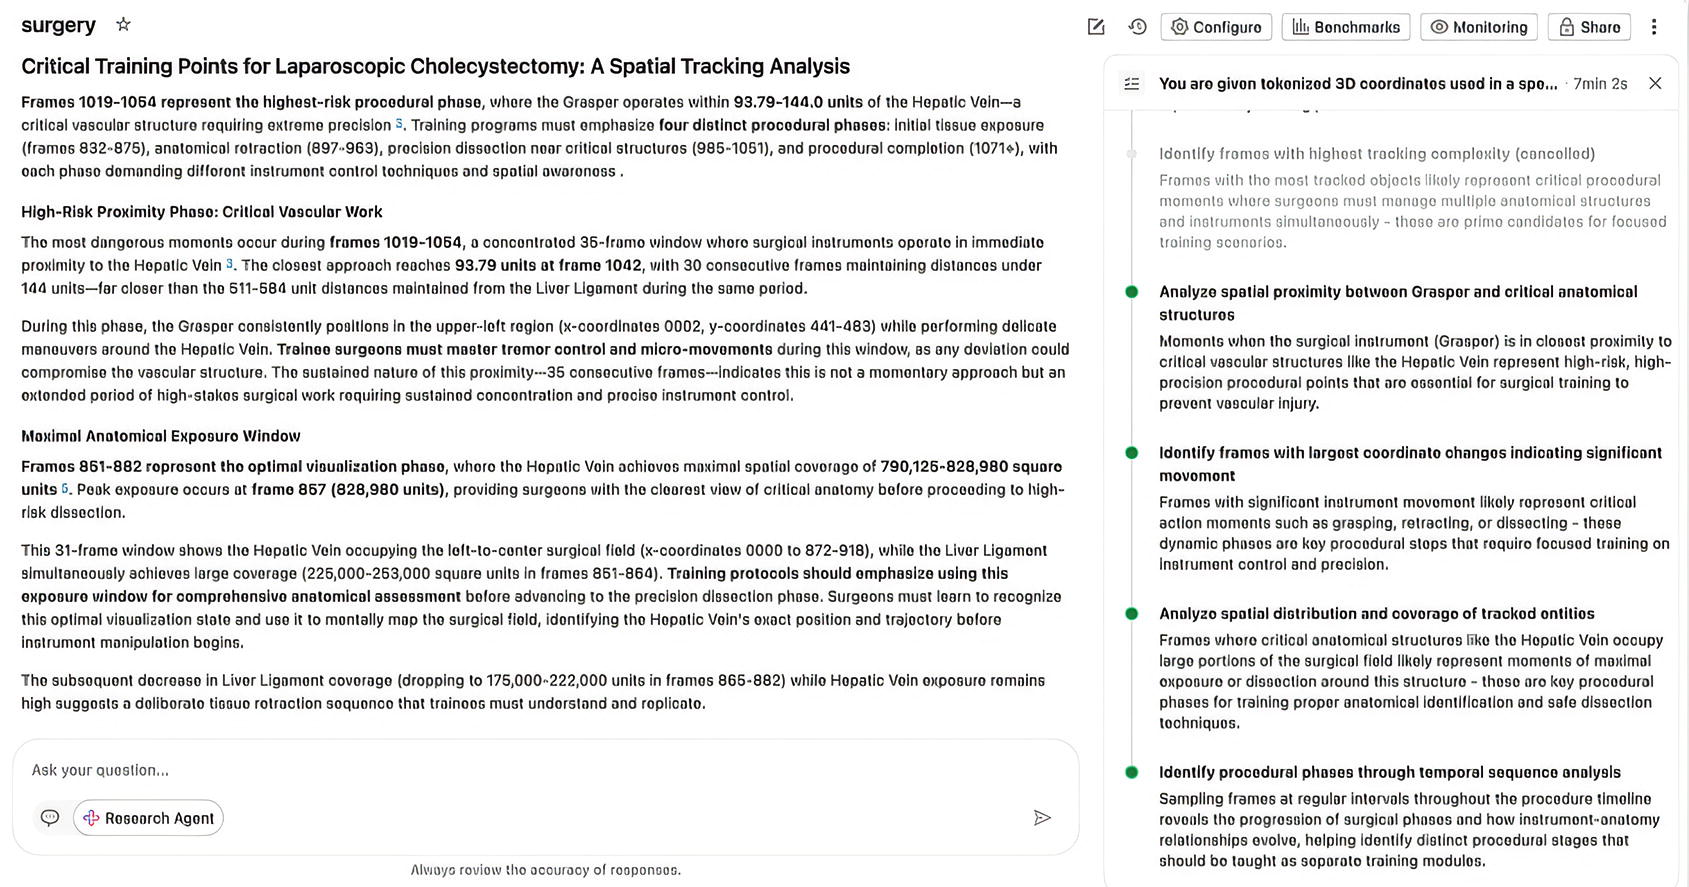 surgery
Configure
Benchmarks
Monitoring
Share
Critical Training Points for Laparoscopic Cholecystectomy: A Spatial Tracking Analysis
Frames 1019-1054 represent the highest-risk procedural phase, where the Grasper operates within 93.79-144.0 units of the Hepatic Vein—a
critical vascular structure requiring extreme precision 3. Training programs must emphasize four distinct procedural phases: initial tissue exposure
(frames 832-875), anatomical retraction (897-963), precision dissection near critical structures (985-1051), and procedural completion (1071+), with
each phase demanding different instrument control techniques and spatial awareness .
High-Risk Proximity Phase: Critical Vascular Work
The most dangerous moments occur during frames 1019-1054, a concentrated 35-frame window where surgical instruments operate in immediate
proximity to the Hepatic Vein 3. The closest approach reaches 93.79 units at frame 1042, with 30 consecutive frames maintaining distances under
144 units—far closer than the 511-584 unit distances maintained from the Liver Ligament during the same period.
During this phase, the Grasper consistently positions in the upper-left region (x-coordinates 0002, y-coordinates 441-483) while performing delicate
maneuvers around the Hepatic Vein. Trainee surgeons must master tremor control and micro-movements during this window, as any deviation could
compromise the vascular structure. The sustained nature of this proximity—35 consecutive frames—indicates this is not a momentary approach but an
extended period of high-stakes surgical work requiring sustained concentration and precise instrument control.
Maximal Anatomical Exposure Window
Frames 851-882 represent the optimal visualization phase, where the Hepatic Vein achieves maximal spatial coverage of 790,125-828,980 square
units 5. Peak exposure occurs at frame 857 (828,980 units), providing surgeons with the clearest view of critical anatomy before proceeding to high-
risk dissection.
This 31-frame window shows the Hepatic Vein occupying the left-to-center surgical field (x-coordinates 0000 to 872-918), while the Liver Ligament
simultaneously achieves large coverage (225,000-253,000 square units in frames 851-864). Training protocols should emphasize using this
exposure window for comprehensive anatomical assessment before advancing to the precision dissection phase. Surgeons must learn to recognize
this optimal visualization state and use it to mentally map the surgical field, identifying the Hepatic Vein's exact position and trajectory before
instrument manipulation begins.
The subsequent decrease in Liver Ligament coverage (dropping to 175,000-222,000 units in frames 865-882) while Hepatic Vein exposure remains
high suggests a deliberate tissue retraction sequence that trainees must understand and replicate.
Ask your question...
Research Agent
Always review the accuracy of responses.
You are given tokenized 3D coordinates used in a spe... · 7min 2s
Identify frames with highest tracking complexity (cancelled)
Frames with the most tracked objects likely represent critical procedural
moments where surgeons must manage multiple anatomical structures
and instruments simultaneously - these are prime candidates for focused
training scenarios.
Analyze spatial proximity between Grasper and critical anatomical
structures
Moments when the surgical instrument (Grasper) is in closest proximity to
critical vascular structures like the Hepatic Vein represent high-risk, high-
precision procedural points that are essential for surgical training to
prevent vascular injury.
Identify frames with largest coordinate changes indicating significant
movement
Frames with significant instrument movement likely represent critical
action moments such as grasping, retracting, or dissecting - these
dynamic phases are key procedural steps that require focused training on
instrument control and precision.
Analyze spatial distribution and coverage of tracked entities
Frames where critical anatomical structures like the Hepatic Vein occupy
large portions of the surgical field likely represent moments of maximal
exposure or dissection around this structure - these are key procedural
phases for training proper anatomical identification and safe dissection
techniques.
Identify procedural phases through temporal sequence analysis
Sampling frames at regular intervals throughout the procedure timeline
reveals the progression of surgical phases and how instrument-anatomy
relationships evolve, helping identify distinct procedural stages that
should be taught as separate training modules.